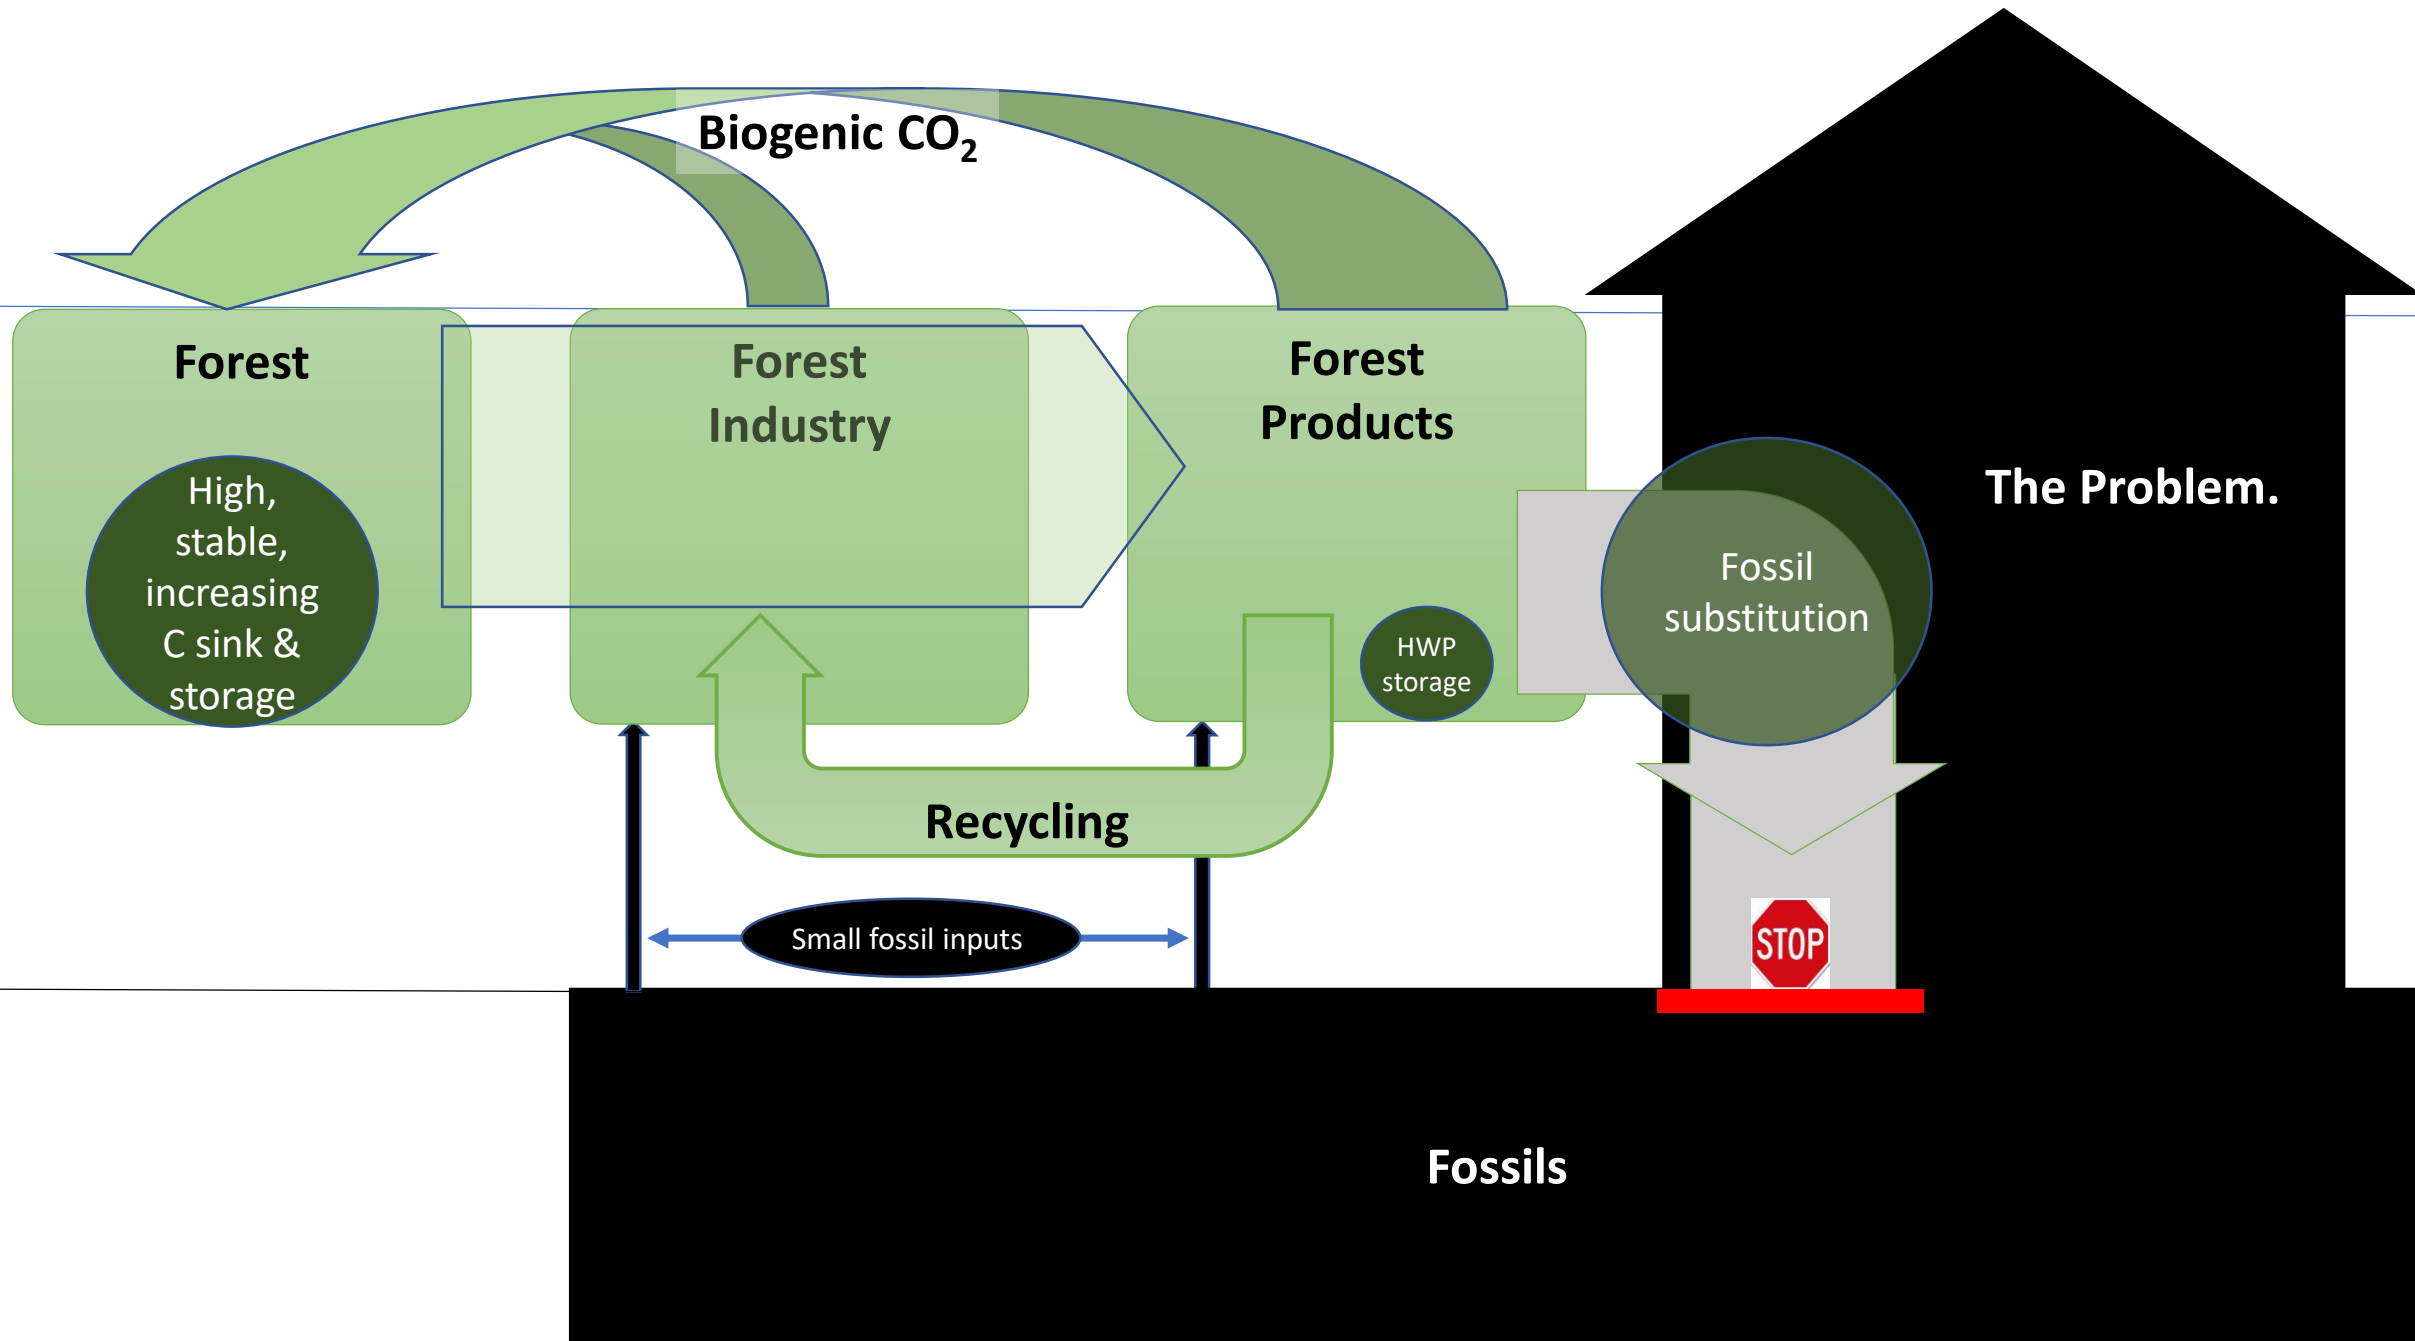 Biogenic CO₂
Forest
High,
stable,
increasing
C sink &
storage
Forest
Industry
Forest
Products
HWP
storage
Fossil
substitution
The Problem.
Recycling
Small fossil inputs
STOP
Fossils